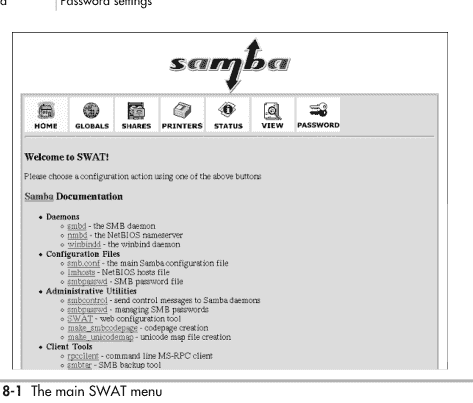 Password settings
samba
HOME GLOBALS SHARES PRINTERS STATUS VIEW PASSWORD
Welcome to SWAT!
Please choose a configuration action using one of the above buttons
Samba Documentation
• Daemons
◦ smbd - the SMB daemon
◦ nmbd - the NetBIOS nameserver
◦ winbindd - the winbind daemon
• Configuration Files
◦ smb.conf - the main Samba configuration file
◦ lmhosts - NetBIOS hosts file
◦ smbpasswd - SMB password file
• Administrative Utilities
◦ smbcontrol - send control messages to Samba daemons
◦ smbpasswd - managing SMB passwords
◦ SWAT - web configuration tool
◦ make_smbcodepage - codepage creation
◦ make_unicodemap - unicode map file creation
• Client Tools
◦ rpcclient - command line MS-RPC client
◦ smbtar - SMB backup tool
8-1 The main SWAT menu